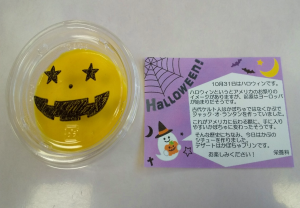 Halloween!
10月31日はハロウィンです。
ハロウィンというとアメリカのお祭りの
イメージがありますが、起源はヨーロッパが
始まりだそうです。
古代ケルト人はかぼちゃではなくかぶで
ジャック・オ・ランタンを作っていました。
これがアメリカに伝わる際に、手に入り
やすいかぼちゃに変わったそうです。
そんな歴史にちなみ、今日はかぶの
シチューを作りました。
デザートはかぼちゃプリンです。
お楽しみください!
栄養科